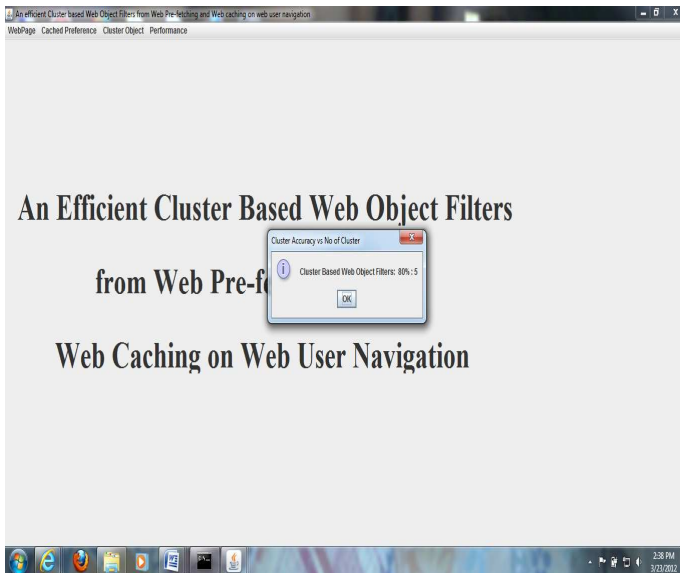 An efficient Cluster based Web Object Filters from Web Pre-fetching and Web caching on web user navigation
WebPage Cached Preference Cluster Object Performance
An Efficient Cluster Based Web Object Filters
Cluster Accuracy vs No of Cluster
Cluster Based Web Object Filters: 80% : 5
OK
from Web Pre-fe
Web Caching on Web User Navigation
2:38 PM
3/23/2012